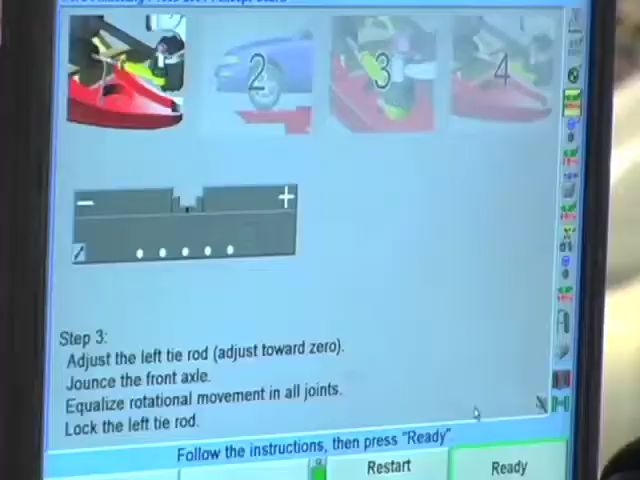 2
3
4
−
+
Step 3:
Adjust the left tie rod (adjust toward zero).
Jounce the front axle.
Equalize rotational movement in all joints.
Lock the left tie rod.
Follow the instructions, then press "Ready".
Restart
Ready